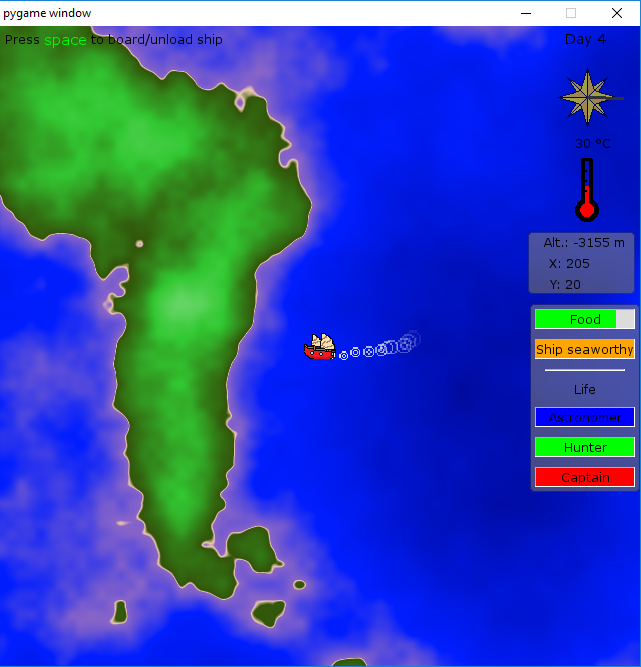 pygame window
Press space to board/unload ship
Day 4
30 °C
Alt.: -3155 m
X: 205
Y: 20
Food
Ship seaworthy
Life
Astronomer
Hunter
Captain